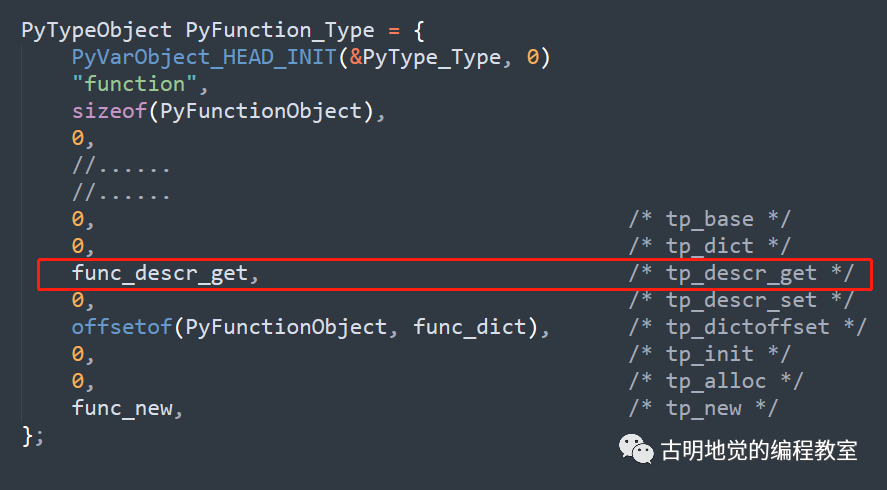 PyTypeObject PyFunction_Type = {
    PyVarObject_HEAD_INIT(&PyType_Type, 0)
    "function",
    sizeof(PyFunctionObject),
    0,
    //......
    //......
    0,                                          /* tp_base */
    0,                                          /* tp_dict */
    func_descr_get,                             /* tp_descr_get */
    0,                                          /* tp_descr_set */
    offsetof(PyFunctionObject, func_dict),      /* tp_dictoffset */
    0,                                          /* tp_init */
    0,                                          /* tp_alloc */
    func_new,                                   /* tp_new */
};
古明地觉的编程教室